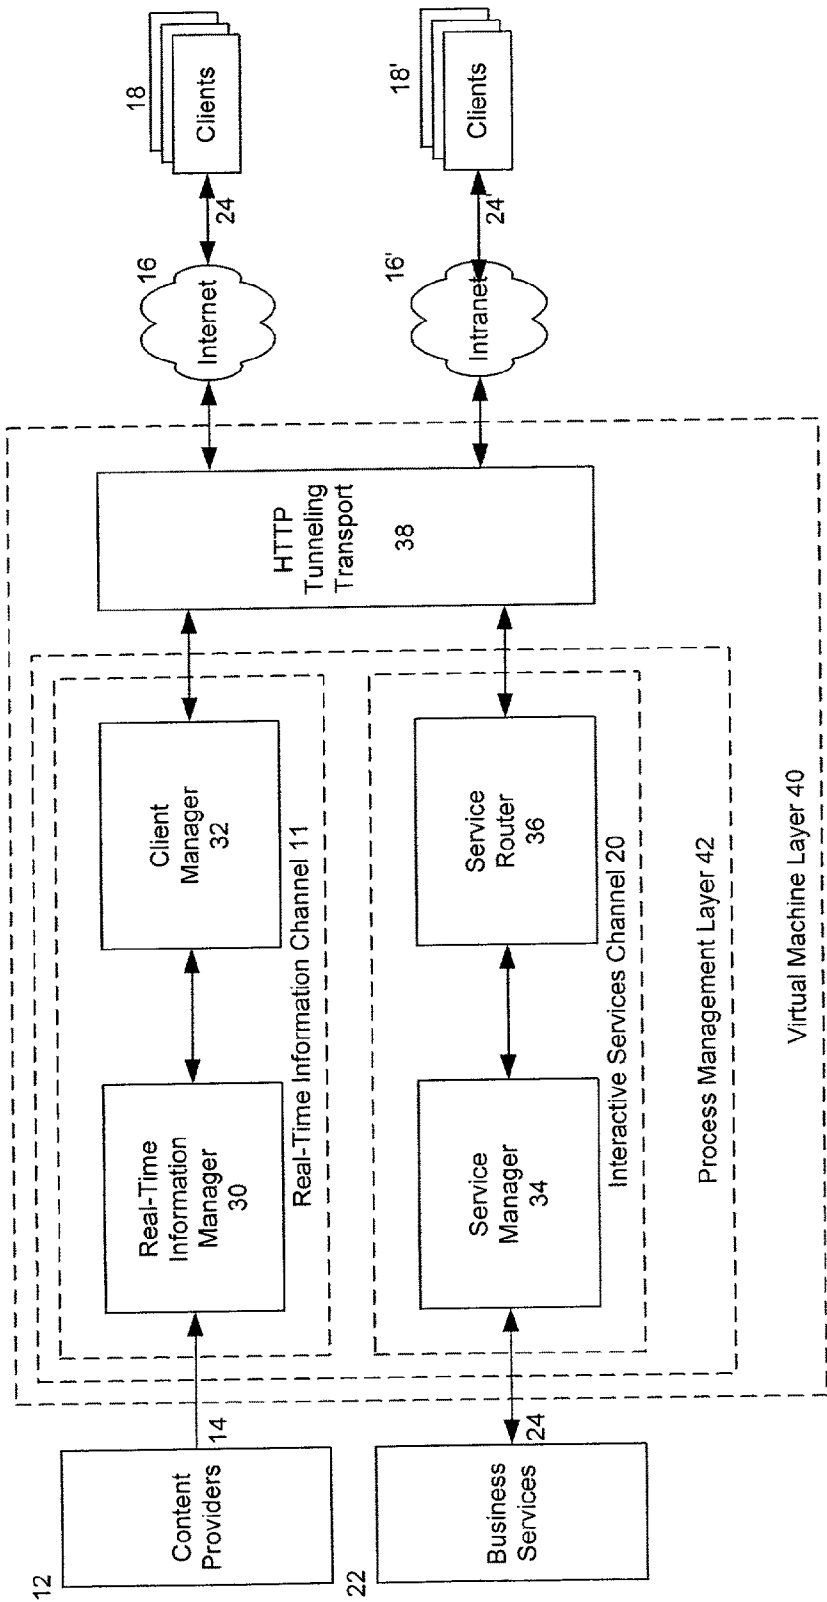 12
Content
Providers
14
Real-Time
Information
Manager
30
Client
Manager
32
Real-Time Information Channel 11
HTTP
Tunneling
Transport
38
16
Internet
24
18
Clients
22
Business
Services
24
Service
Manager
34
Service
Router
36
Interactive Services Channel 20
Process Management Layer 42
Virtual Machine Layer 40
16'
Intranet
24'
18'
Clients